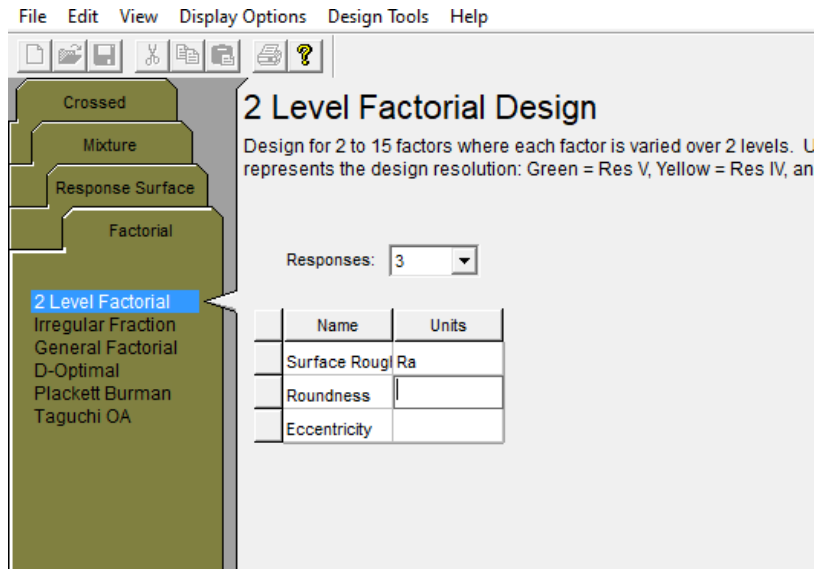 File Edit View Display Options Design Tools Help
Crossed
Mixture
Response Surface
Factorial
2 Level Factorial
Irregular Fraction
General Factorial
D-Optimal
Plackett Burman
Taguchi OA
2 Level Factorial Design
Design for 2 to 15 factors where each factor is varied over 2 levels. U
represents the design resolution: Green = Res V, Yellow = Res IV, an
Responses: 3
Name Units
Surface Rougl Ra
Roundness
Eccentricity